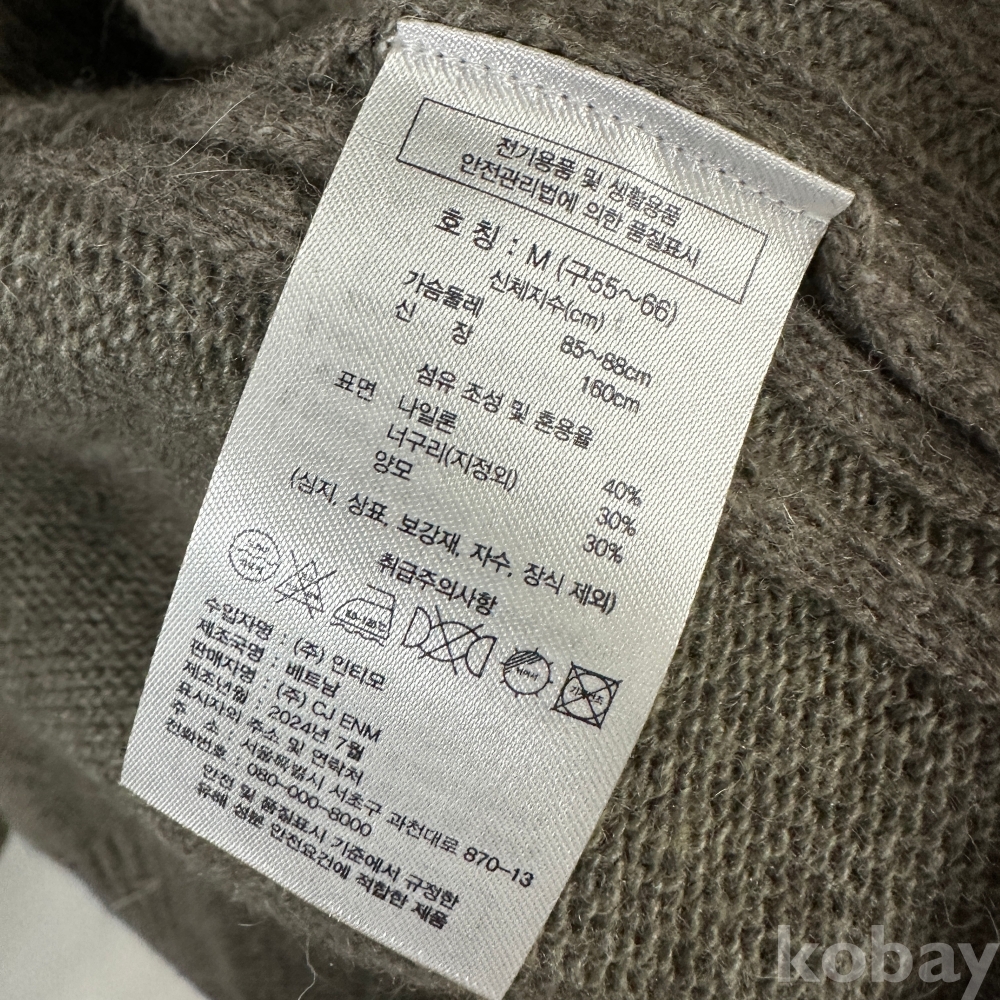 전기용품 및 생활용품
안전관리법에 의한 품질표시
호 칭 : M (구55~66)
신체지수(cm)
가슴둘레 85~88cm
신 장 160cm
섬유 조성 및 혼용율
표면 나일론 40%
너구리(지정외) 30%
양모 30%
(심지, 상표, 보강재, 자수, 장식 제외)
취급주의사항
수입자명 : (주) 인티모
제조국명 : 베트남
판매자명 : (주) CJ ENM
제조년월 : 2024년 7월
표시자의 주소 및 연락처
주 소 : 서울특별시 서초구 과천대로 870-13
전화번호 : 080-000-8000
안전 및 품질표시 기준에서 규정한
유해 성분 안전요건에 적합한 제품
kobay